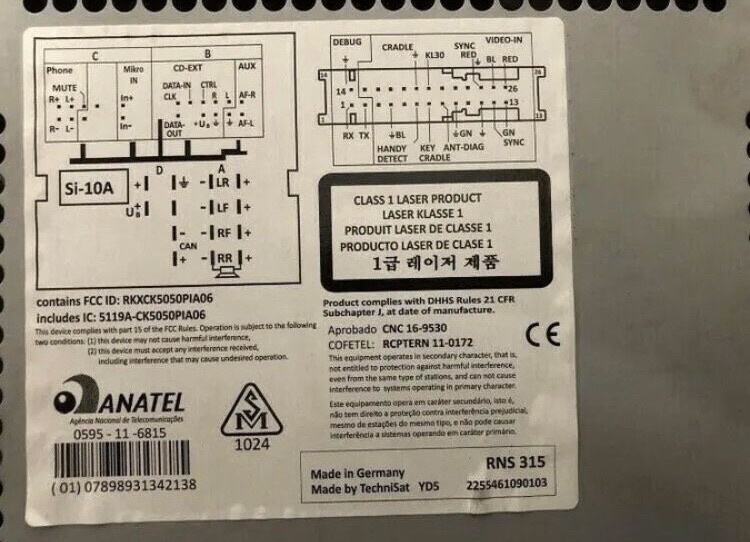 C
B
Phone
MUTE
R+ L+
R- L-
Mikro
IN
In+
In-
CD-EXT
DATA-IN
CLK
CTRL
R L
DATA-
OUT
AUX
AF-R
AF-L
D
A
Si-10A
+
- LR +
- LF +
- RF +
- RR +
-
CAN
+
DEBUG
CRADLE
KL30
SYNC
RED
VIDEO-IN
BL RED
14
26
1
13
RX TX
BL
HANDY
DETECT
KEY
CRADLE
ANT-DIAG
GN
GN
SYNC
CLASS 1 LASER PRODUCT
LASER KLASSE 1
PRODUIT LASER DE CLASSE 1
PRODUCTO LASER DE CLASE 1
1급 레이저 제품
contains FCC ID: RKXCK5050PIA06
includes IC: 5119A-CK5050PIA06
This device complies with part 15 of the FCC Rules. Operation is subject to the following
two conditions: (1) this device may not cause harmful interference,
(2) this device must accept any interference received,
including interference that may cause undesired operation.
Product complies with DHHS Rules 21 CFR
Subchapter J, at date of manufacture.
Aprobado CNC 16-9530
COFETEL: RCPTERN 11-0172
CE
This equipment operates in secondary character, that is,
not entitled to protection against harmful interference,
even from the same type of stations, and can not cause
interference to systems operating in primary character.
Este equipamento opera em caráter secundário, isto é,
não tem direito a proteção contra interferência prejudicial,
mesmo de estações do mesmo tipo, e não pode causar
interferência a sistemas operando em caráter primário.
ANATEL
Agência Nacional de Telecomunicações
0595 - 11 -6815
(01) 07898931342138
1024
Made in Germany
RNS 315
Made by TechniSat YD5
2255461090103